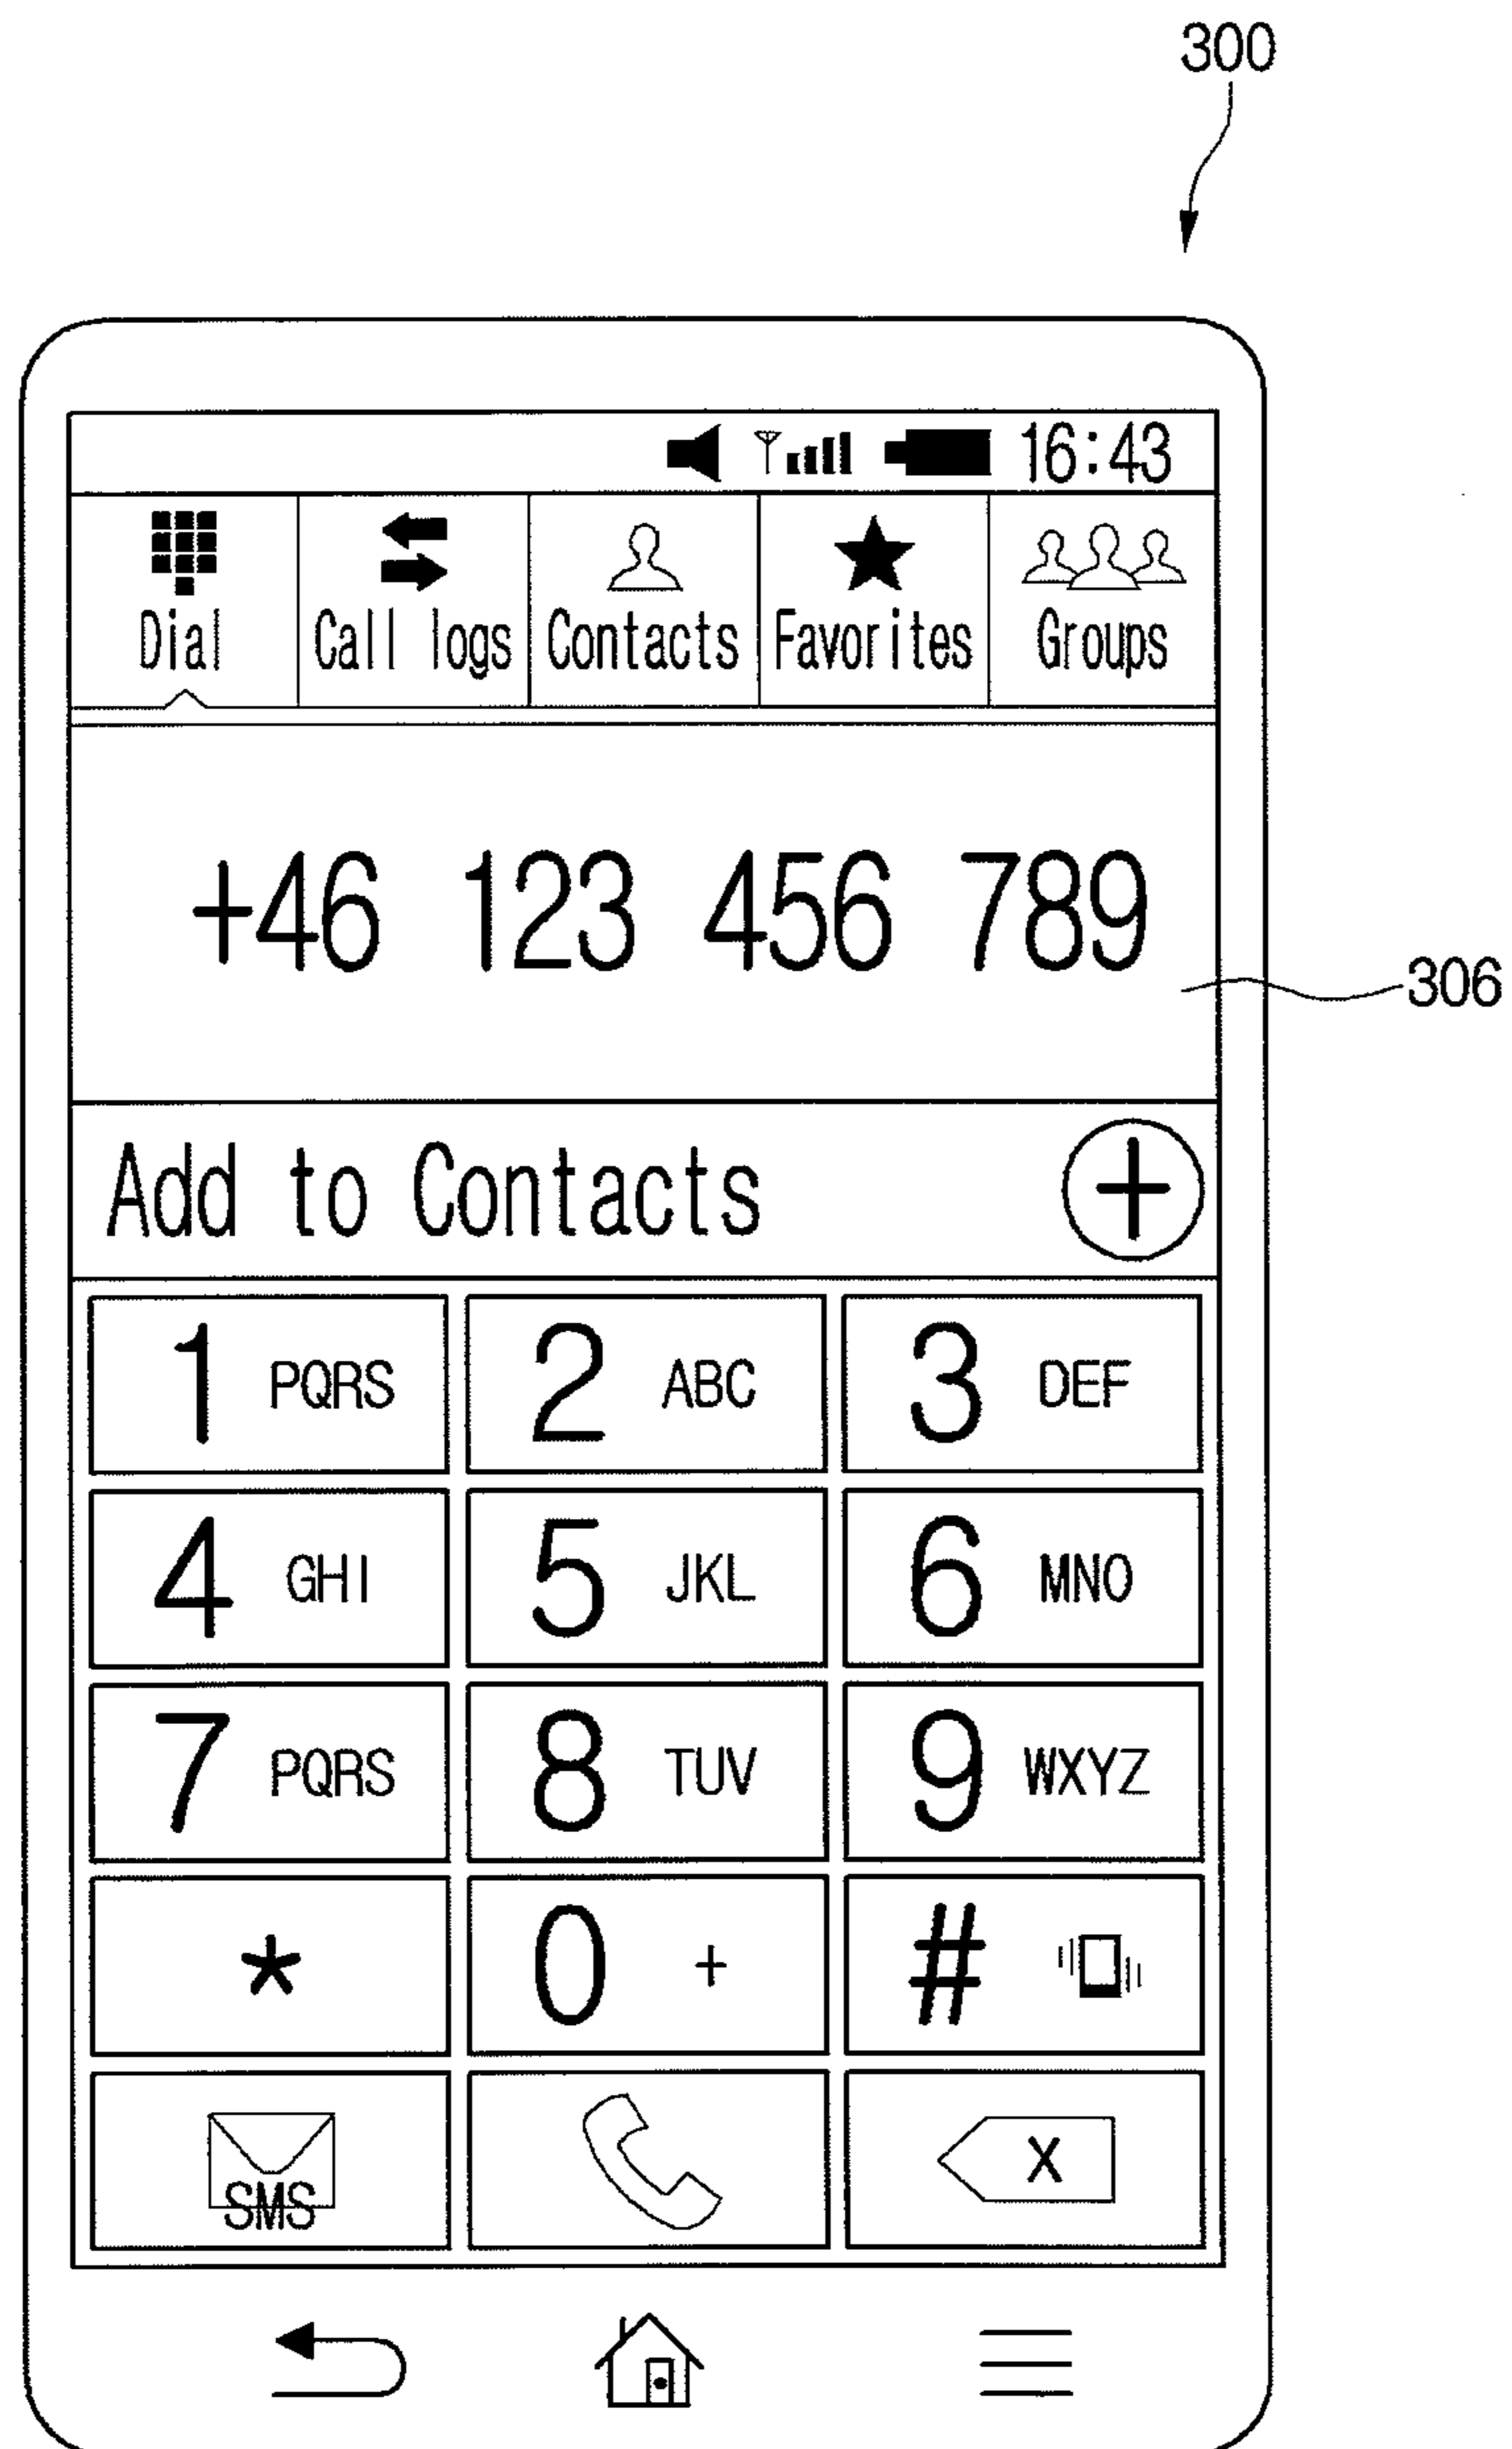 300
16:43
Dial Call logs Contacts Favorites Groups
+46 123 456 789
306
Add to Contacts +
1 PQRS 2 ABC 3 DEF
4 GHI 5 JKL 6 MNO
7 PQRS 8 TUV 9 WXYZ
* 0 + #
SMS X